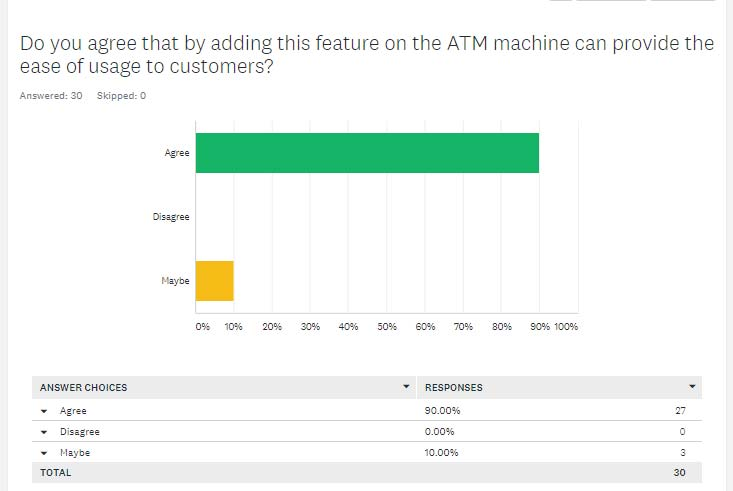 Do you agree that by adding this feature on the ATM machine can provide the
ease of usage to customers?
Answered: 30 Skipped: 0
Agree
Disagree
Maybe
0% 10% 20% 30% 40% 50% 60% 70% 80% 90% 100%
ANSWER CHOICES RESPONSES
Agree 90.00% 27
Disagree 0.00% 0
Maybe 10.00% 3
TOTAL 30